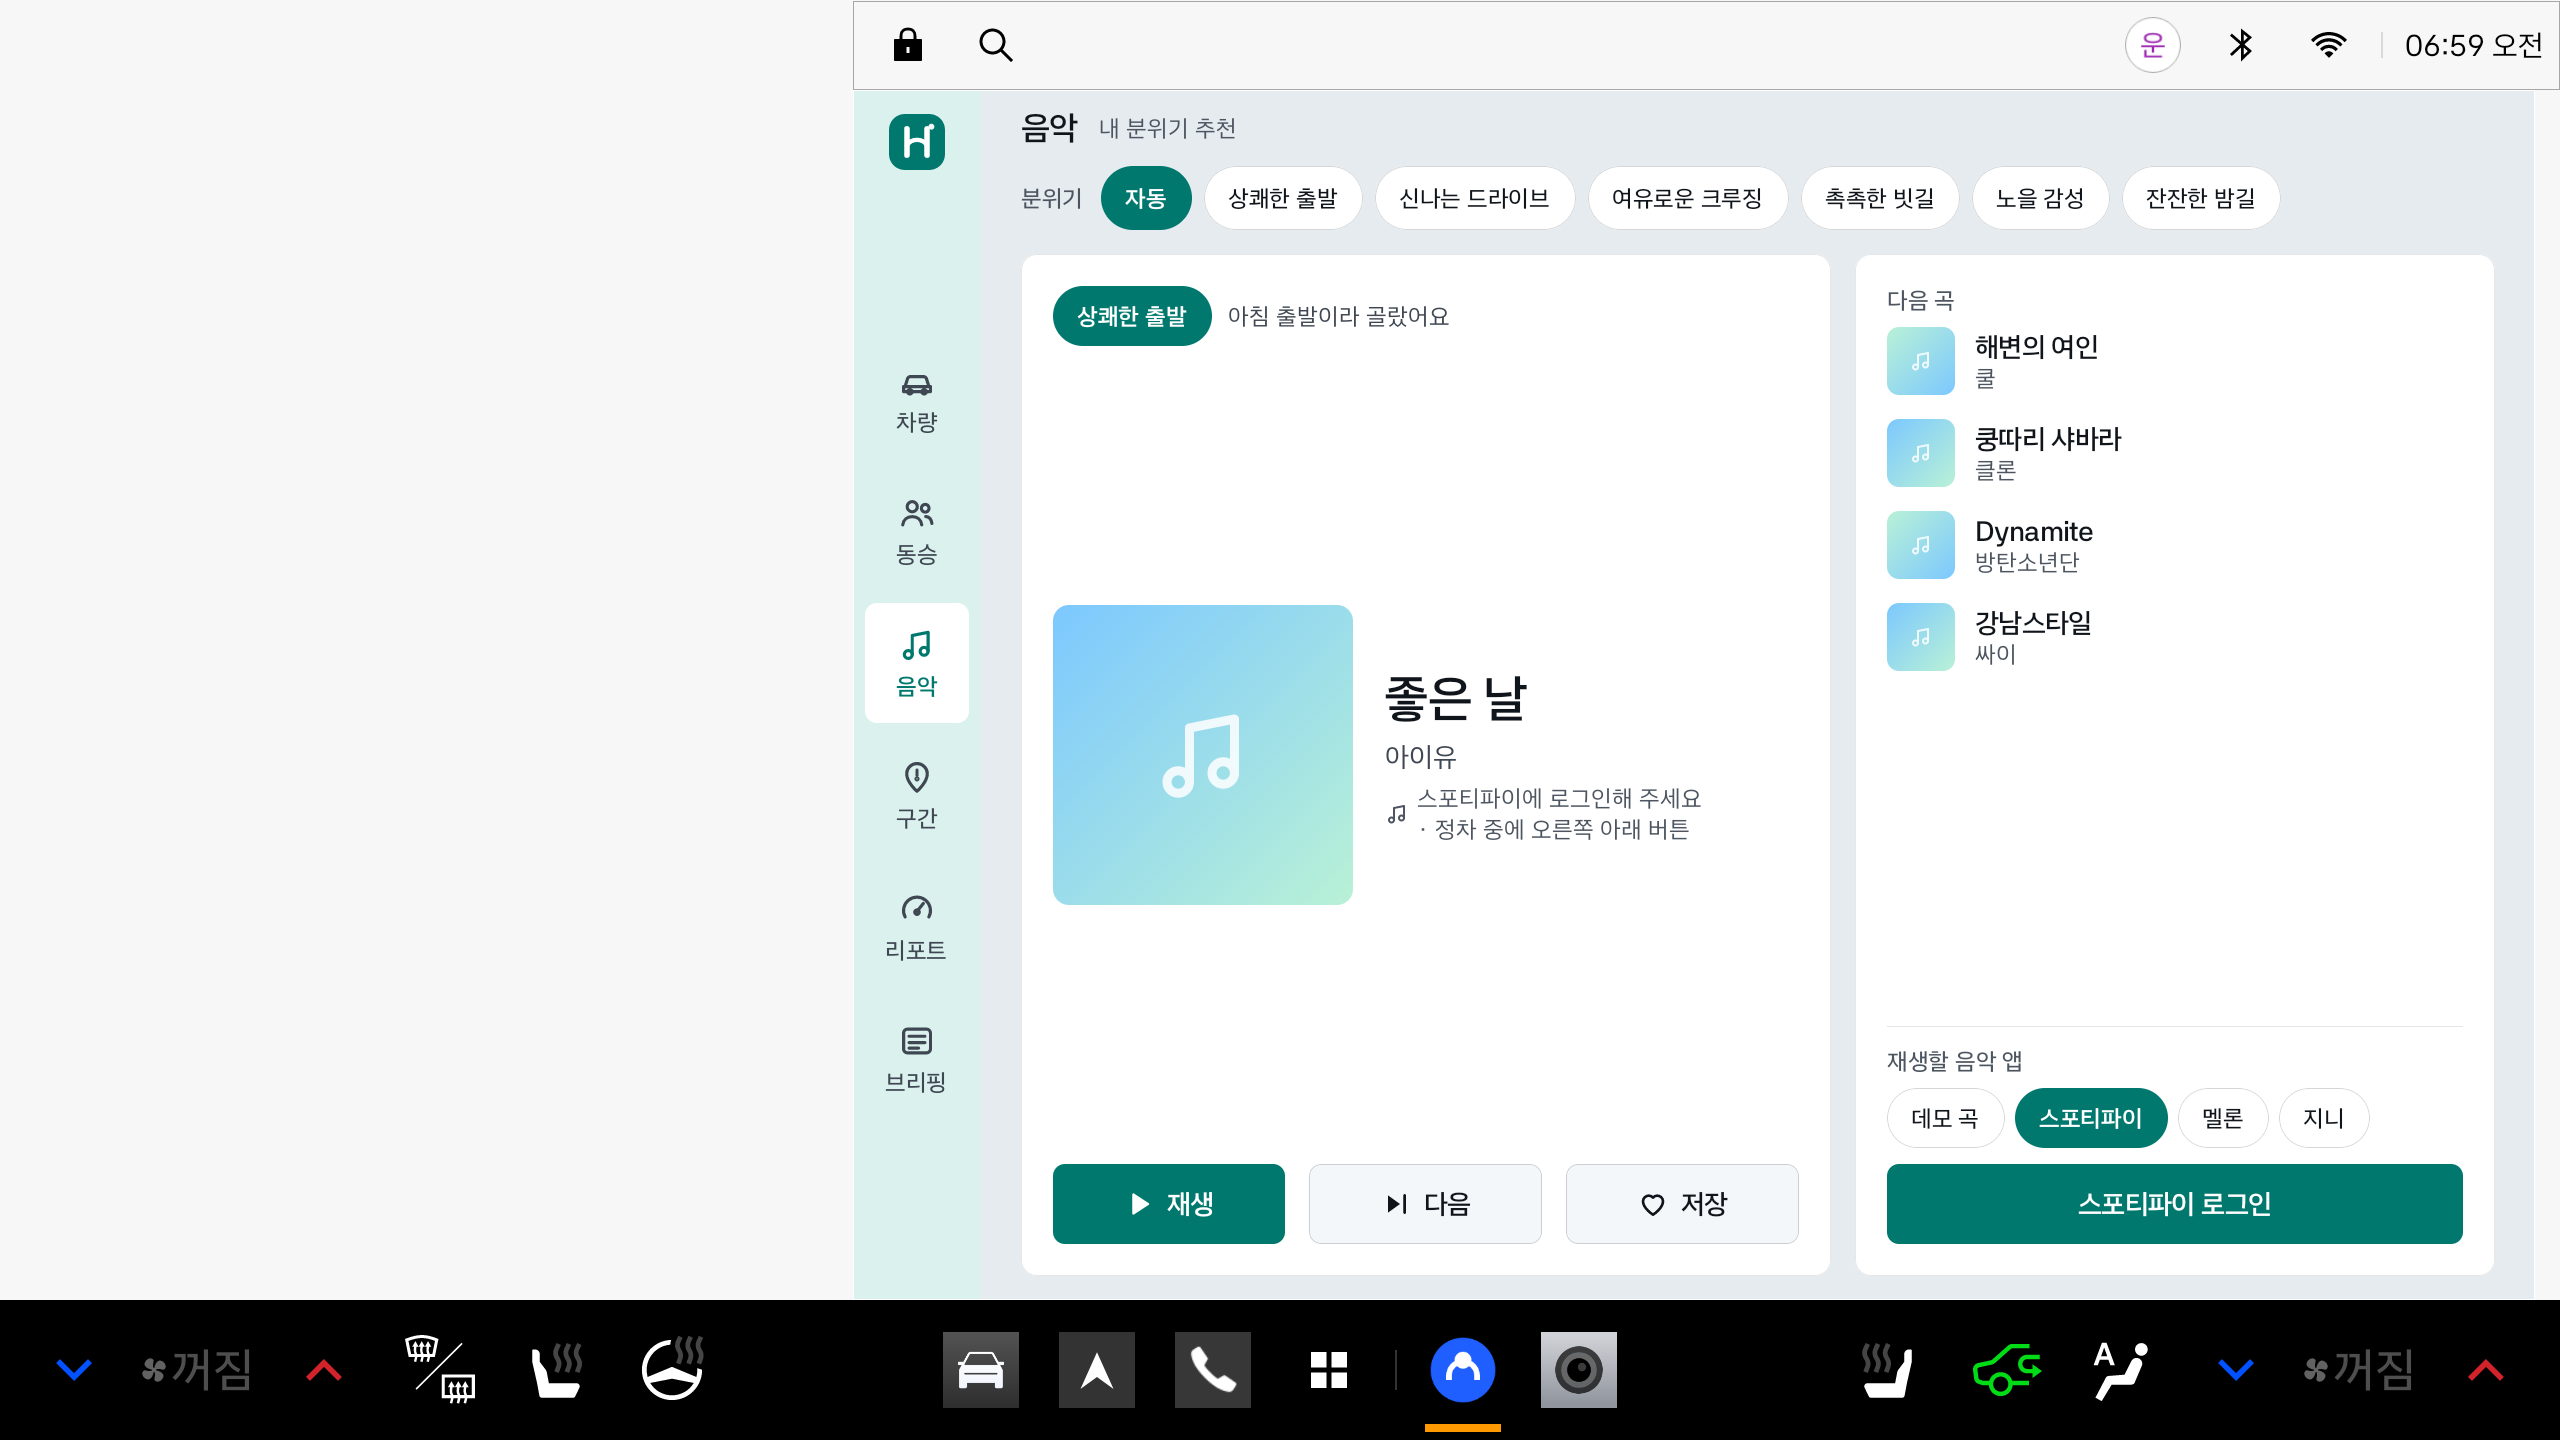 06:59 오전
운
음악 내 분위기 추천
분위기 자동 상쾌한 출발 신나는 드라이브 여유로운 크루징 촉촉한 빗길 노을 감성 잔잔한 밤길
차량
동승
음악
구간
리포트
브리핑
상쾌한 출발 아침 출발이라 골랐어요
좋은 날
아이유
스포티파이에 로그인해 주세요
· 정차 중에 오른쪽 아래 버튼
재생 다음 저장
다음 곡
해변의 여인
쿨
쿵따리 샤바라
클론
Dynamite
방탄소년단
강남스타일
싸이
재생할 음악 앱
데모 곡 스포티파이 멜론 지니
스포티파이 로그인
꺼짐
A
꺼짐